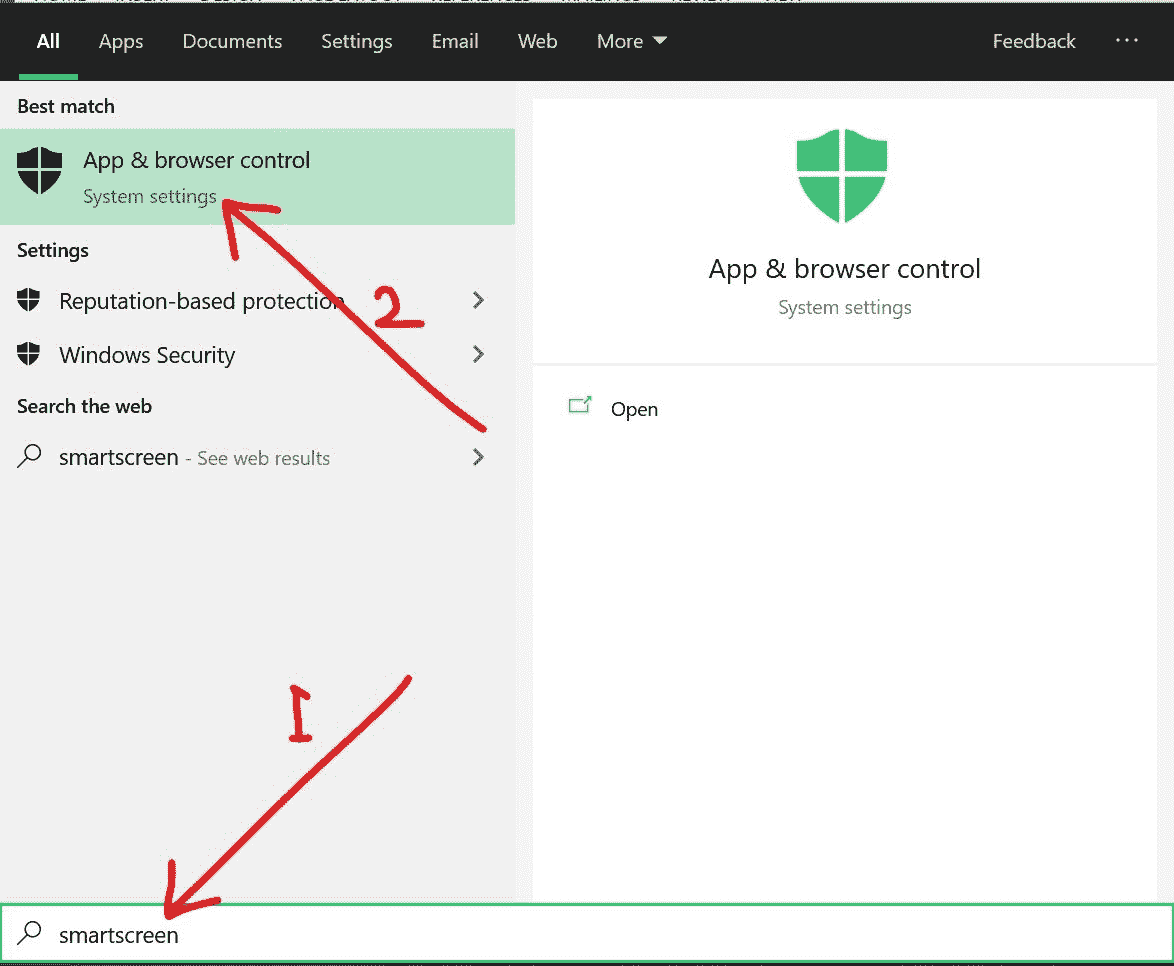 All Apps Documents Settings Email Web More Feedback ...
Best match
App & browser control
System settings
Settings
Reputation-based protection
Windows Security
Search the web
smartscreen - See web results
App & browser control
System settings
Open
2
1
smartscreen